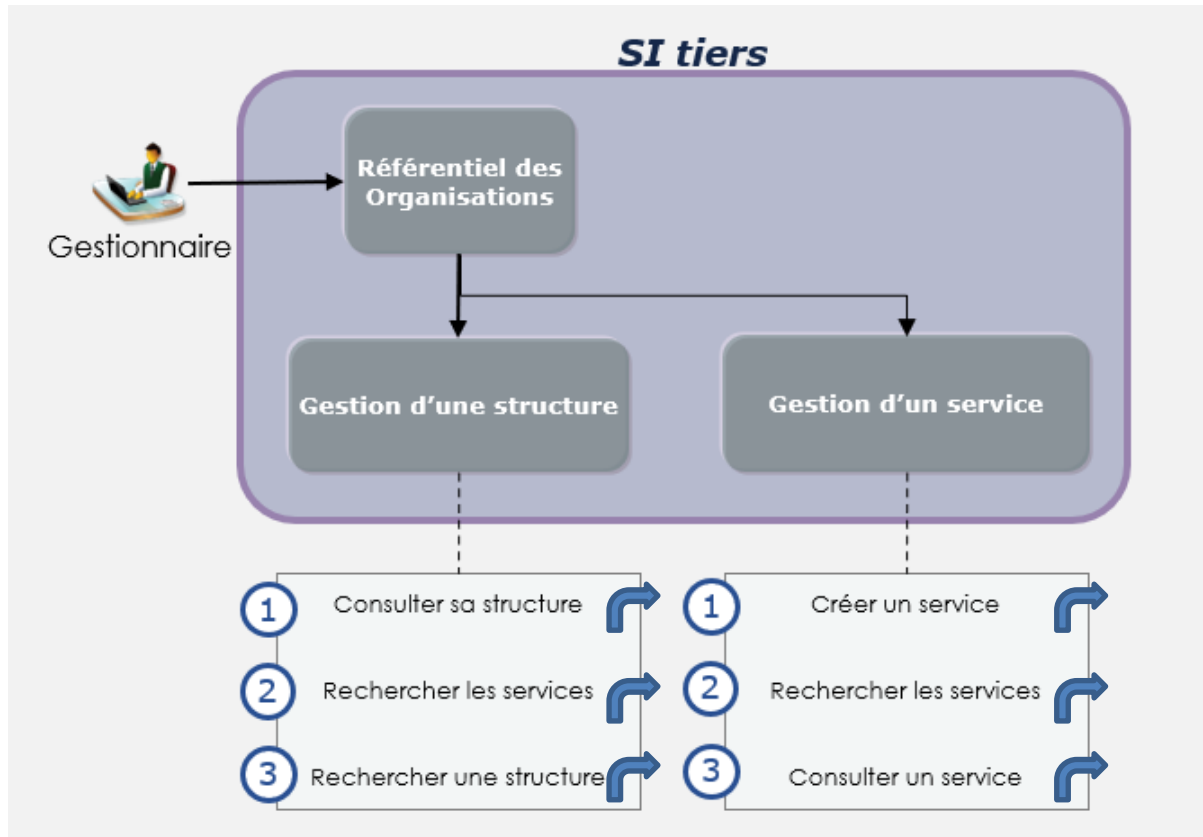 SI tiers
Référentiel des
Organisations
Gestionnaire
Gestion d’une structure
Gestion d’un service
1 Consulter sa structure
2 Rechercher les services
3 Rechercher une structure
1 Créer un service
2 Rechercher les services
3 Consulter un service